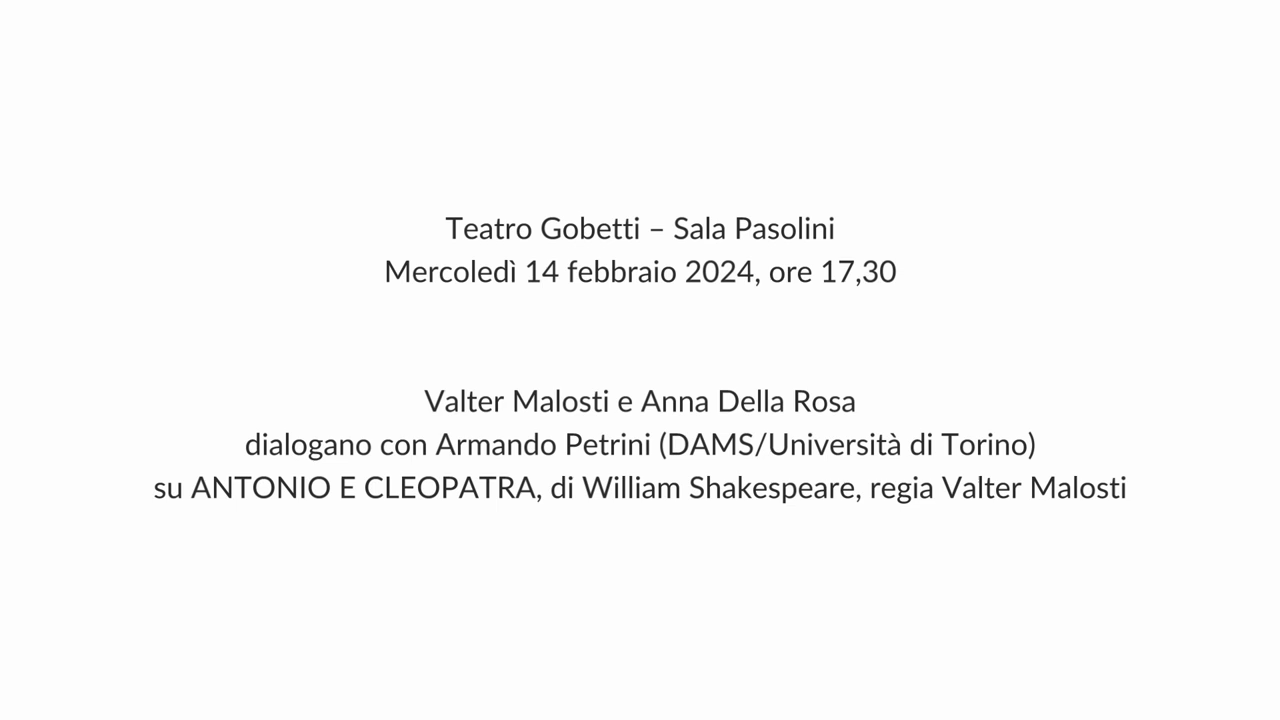 Teatro Gobetti – Sala Pasolini
Mercoledì 14 febbraio 2024, ore 17,30
Valter Malosti e Anna Della Rosa
dialogano con Armando Petrini (DAMS/Università di Torino)
su ANTONIO E CLEOPATRA, di William Shakespeare, regia Valter Malosti